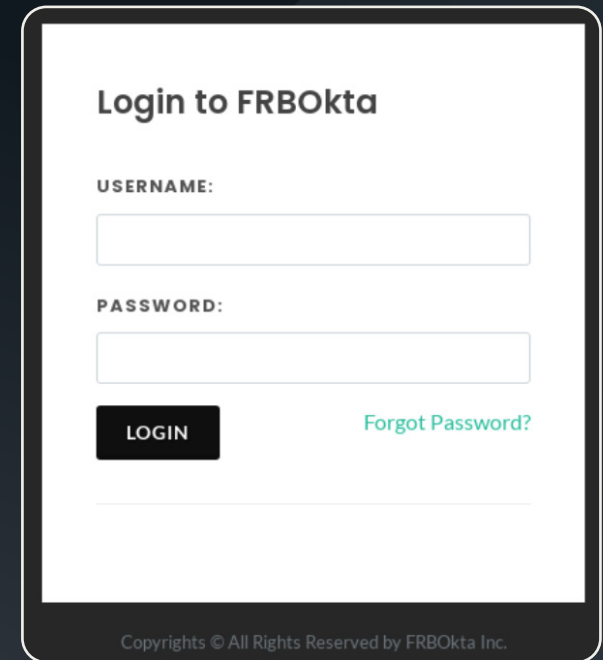 Login to FRBOkta
USERNAME:
PASSWORD:
LOGIN
Forgot Password?
Copyrights © All Rights Reserved by FRBOkta Inc.